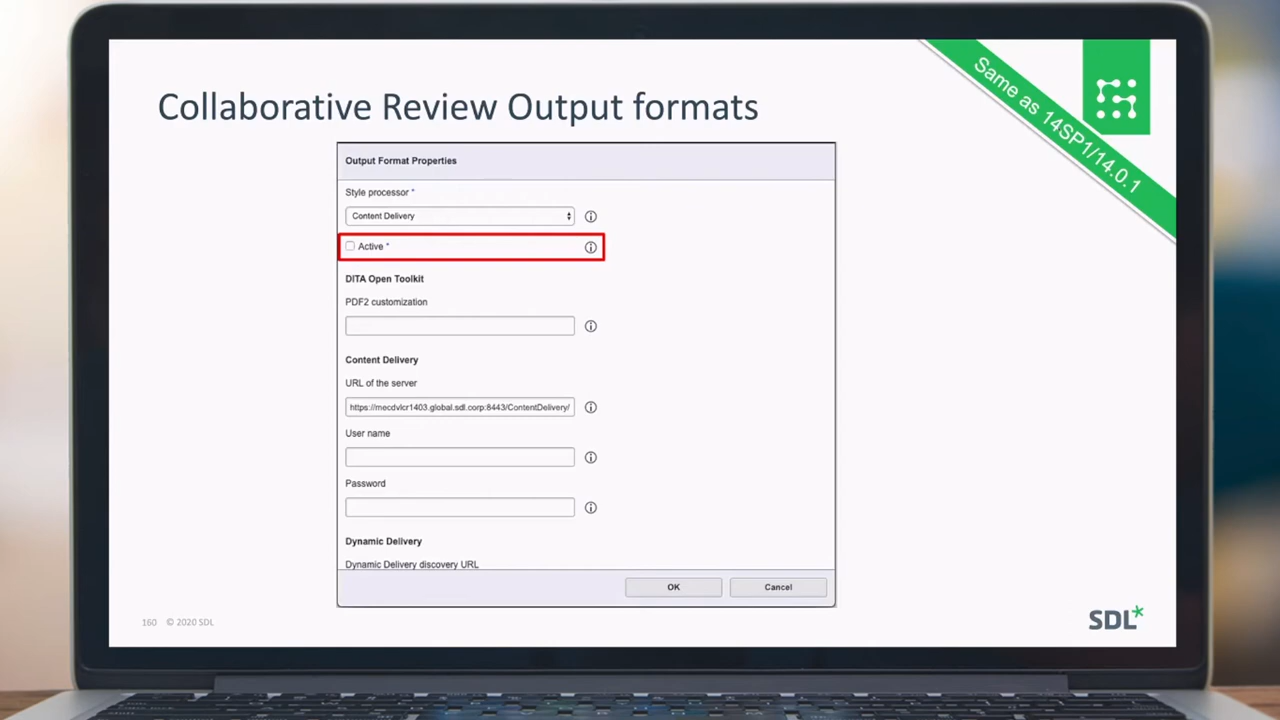 Collaborative Review Output formats
Same as 14SP1/14.0.1
Output Format Properties
Style processor *
Content Delivery
Active *
DITA Open Toolkit
PDF2 customization
Content Delivery
URL of the server
https://mecdvlcr1403.global.sdl.corp:8443/ContentDelivery/
User name
Password
Dynamic Delivery
Dynamic Delivery discovery URL
OK
Cancel
160 © 2020 SDL
SDL*